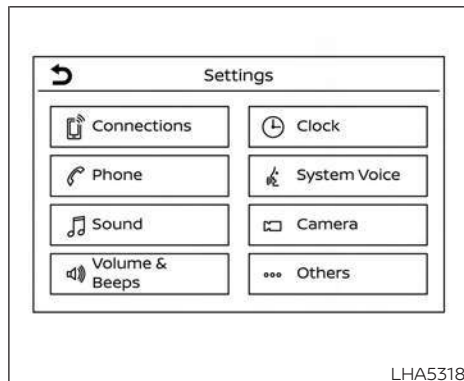 Settings
Connections
Clock
Phone
System Voice
Sound
Camera
Volume &
Beeps
Others
LHA5318